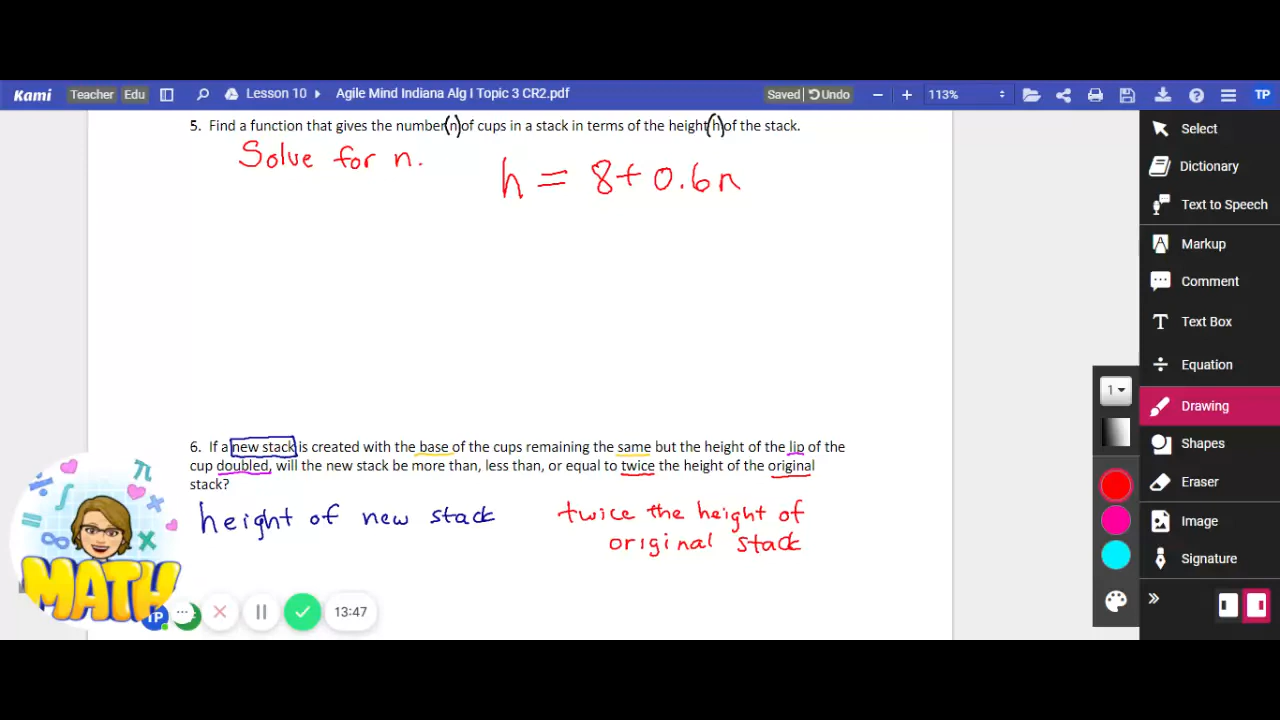 Kami Teacher Edu Lesson 10 Agile Mind Indiana Alg I Topic 3 CR2.pdf Saved Undo 113% TP
5. Find a function that gives the number (n) of cups in a stack in terms of the height (h) of the stack.
Solve for n.
h = 8 + 0.6n
6. If a new stack is created with the base of the cups remaining the same but the height of the lip of the
cup doubled, will the new stack be more than, less than, or equal to twice the height of the original
stack?
height of new stack
twice the height of
original stack
MATH
TP
13:47
Select
Dictionary
Text to Speech
Markup
Comment
Text Box
Equation
1
Drawing
Shapes
Eraser
Image
Signature